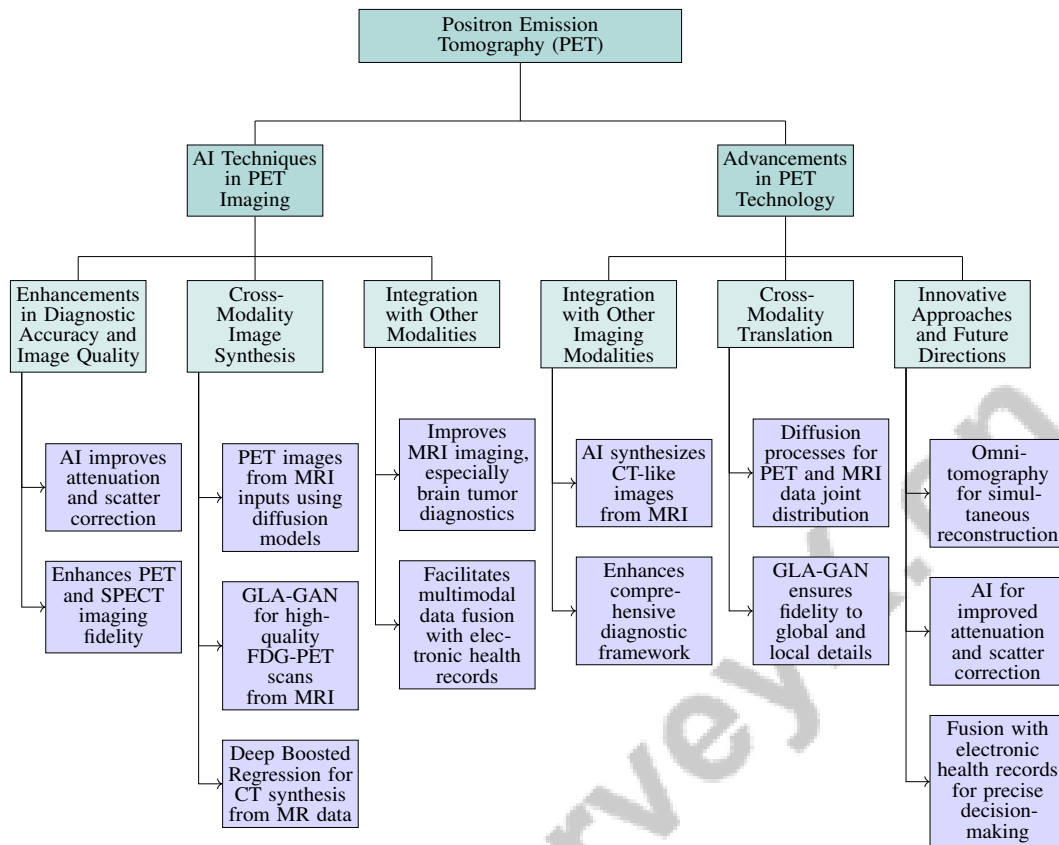 Positron Emission
Tomography (PET)
AI Techniques
in PET
Imaging
Advancements
in PET
Technology
Enhancements
in Diagnostic
Accuracy and
Image Quality
Cross-
Modality
Image
Synthesis
Integration
with Other
Modalities
Integration
with Other
Imaging
Modalities
Cross-
Modality
Translation
Innovative
Approaches
and Future
Directions
AI improves
attenuation
and scatter
correction
Enhances PET
and SPECT
imaging
fidelity
PET images
from MRI
inputs using
diffusion
models
GLA-GAN
for high-
quality
FDG-PET
scans
from MRI
Deep Boosted
Regression for
CT synthesis
from MR data
Improves
MRI imaging,
especially
brain tumor
diagnostics
Facilitates
multimodal
data fusion
with elec-
tronic health
records
AI synthesizes
CT-like
images
from MRI
Enhances
compre-
hensive
diagnostic
framework
Diffusion
processes for
PET and MRI
data joint
distribution
GLA-GAN
ensures
fidelity to
global and
local details
Omni-
tomography
for simul-
taneous
reconstruction
AI for
improved
attenuation
and scatter
correction
Fusion with
electronic
health records
for precise
decision-
making